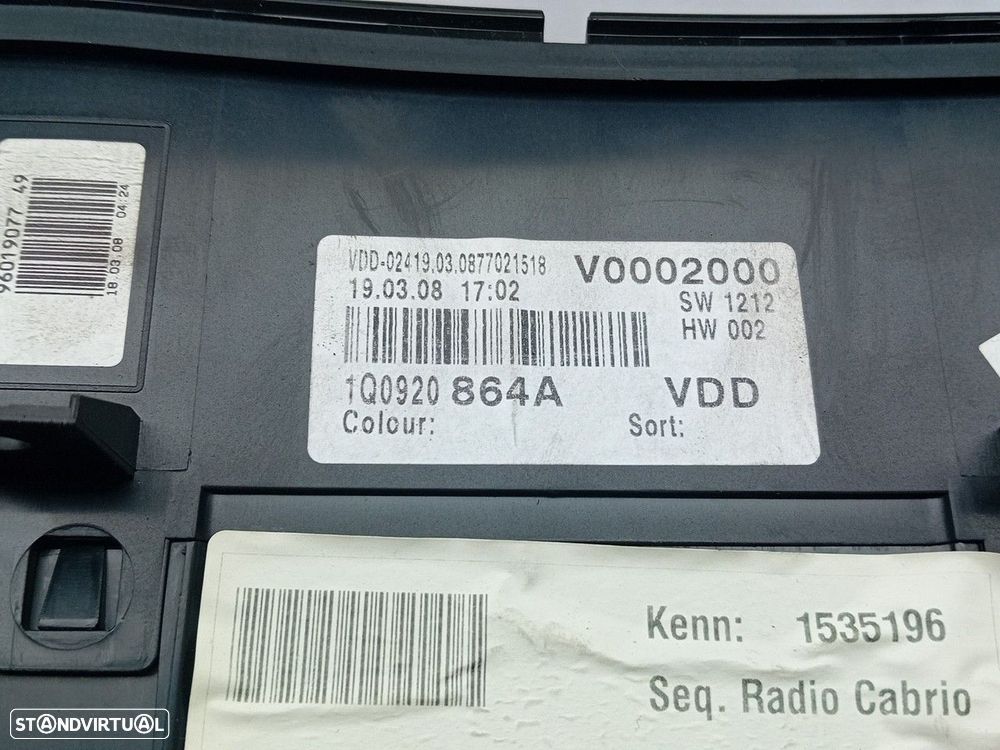 96019077 49
18 03.08 04:24
VDD-02419.03.0877021518
V0002000
19.03.08 17:02
SW 1212
HW 002
1Q0920 864A
VDD
Colour:
Sort:
Kenn: 1535196
Seq. Radio Cabrio
STANDVIRTUAL